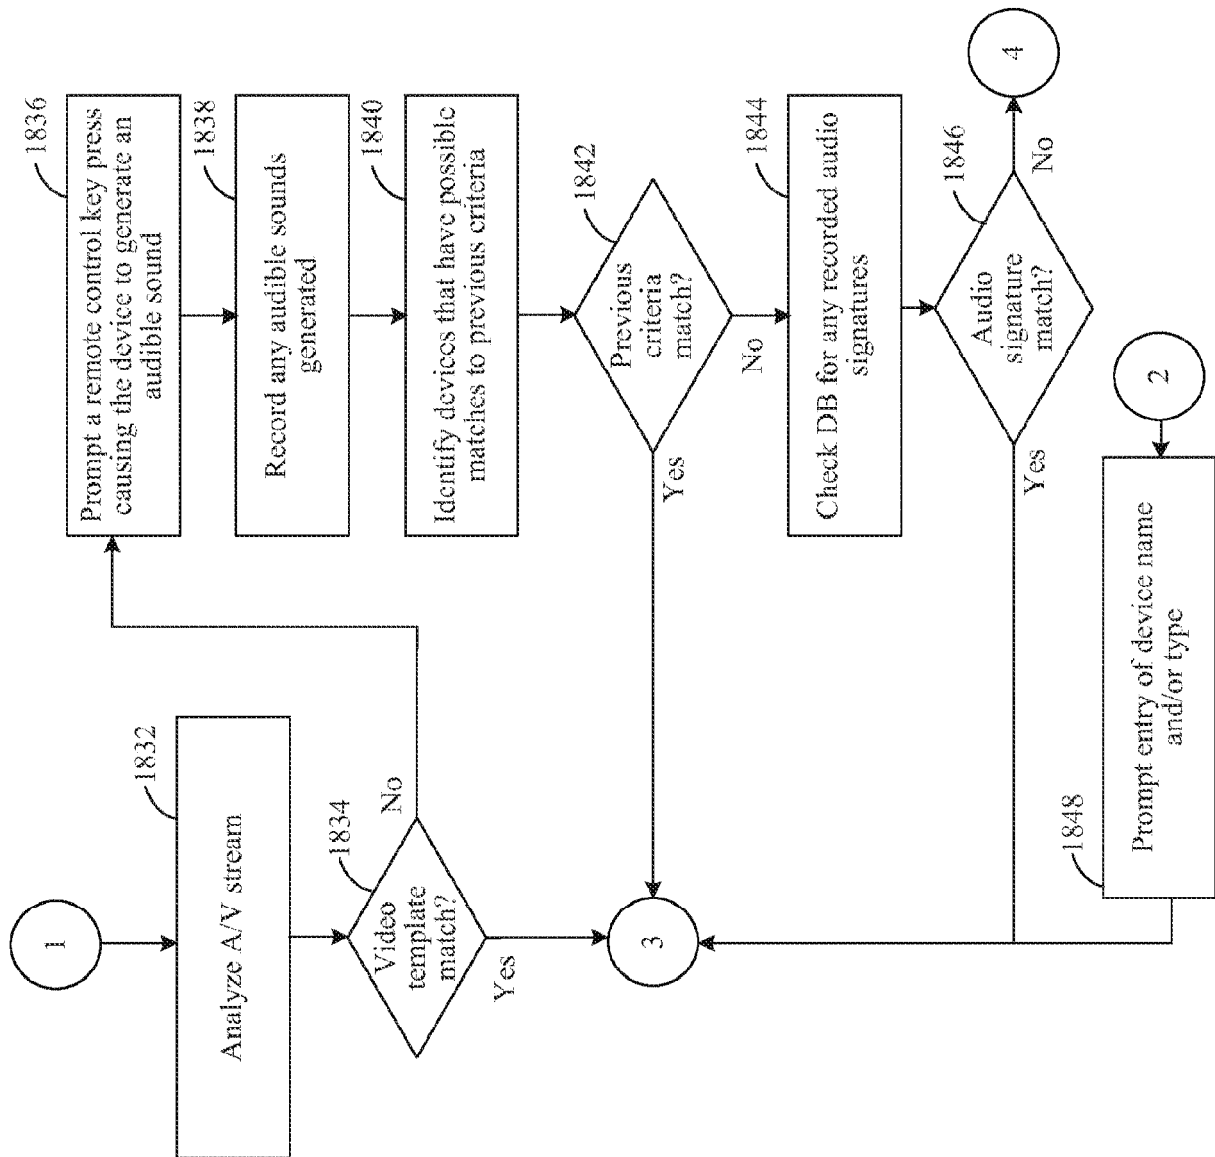 1
1832
Analyze A/V stream
1834
Video
template
match?
No
Yes
1836
Prompt a remote control key press
causing the device to generate an
audible sound
1838
Record any audible sounds
generated
1840
Identify devices that have possible
matches to previous criteria
1842
Previous
criteria
match?
Yes
No
3
1844
Check DB for any recorded audio
signatures
1846
Audio
signature
match?
Yes
No
4
2
1848
Prompt entry of device name
and/or type